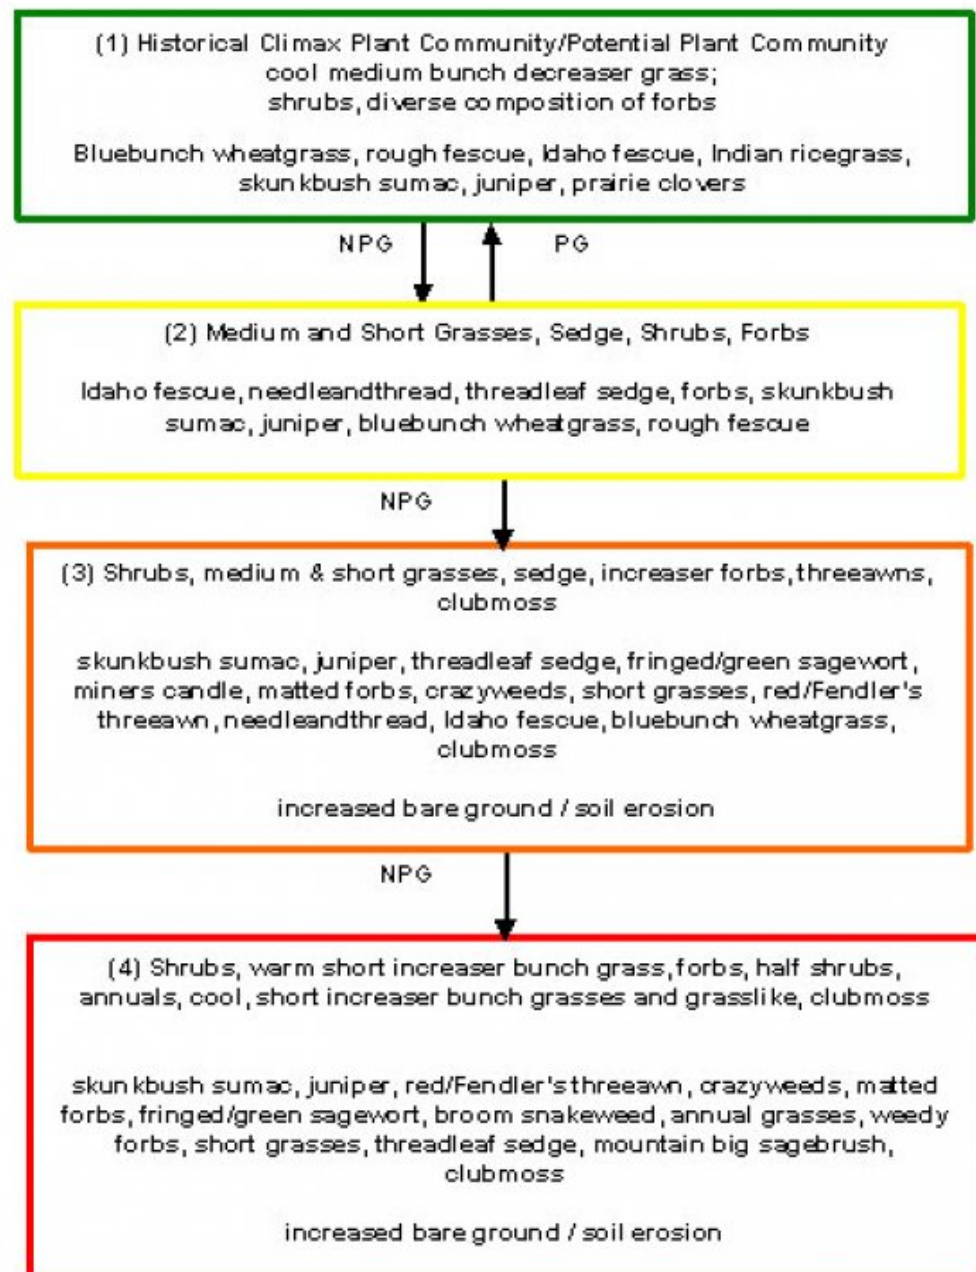 (1) Historical Climax Plant Community/Potential Plant Community
cool medium bunch decreaser grass;
shrubs, diverse composition of forbs
Bluebunch wheatgrass, rough fescue, Idaho fescue, Indian ricegrass,
skunkbush sumac, juniper, prairie clovers
NPG PG
(2) Medium and Short Grasses, Sedge, Shrubs, Forbs
Idaho fescue, needleandthread, threadleaf sedge, forbs, skunkbush
sumac, juniper, bluebunch wheatgrass, rough fescue
NPG
(3) Shrubs, medium & short grasses, sedge, increaser forbs, threeawns,
clubmoss
skunkbush sumac, juniper, threadleaf sedge, fringed/green sagewort,
miners candle, matted forbs, crazyweeds, short grasses, red/Fendler's
threeawn, needleandthread, Idaho fescue, bluebunch wheatgrass,
clubmoss
increased bare ground / soil erosion
NPG
(4) Shrubs, warm short increaser bunch grass, forbs, half shrubs,
annuals, cool, short increaser bunch grasses and grasslike, clubmoss
skunkbush sumac, juniper, red/Fendler's threeawn, crazyweeds, matted
forbs, fringed/green sagewort, broom snakeweed, annual grasses, weedy
forbs, short grasses, threadleaf sedge, mountain big sagebrush,
clubmoss
increased bare ground / soil erosion